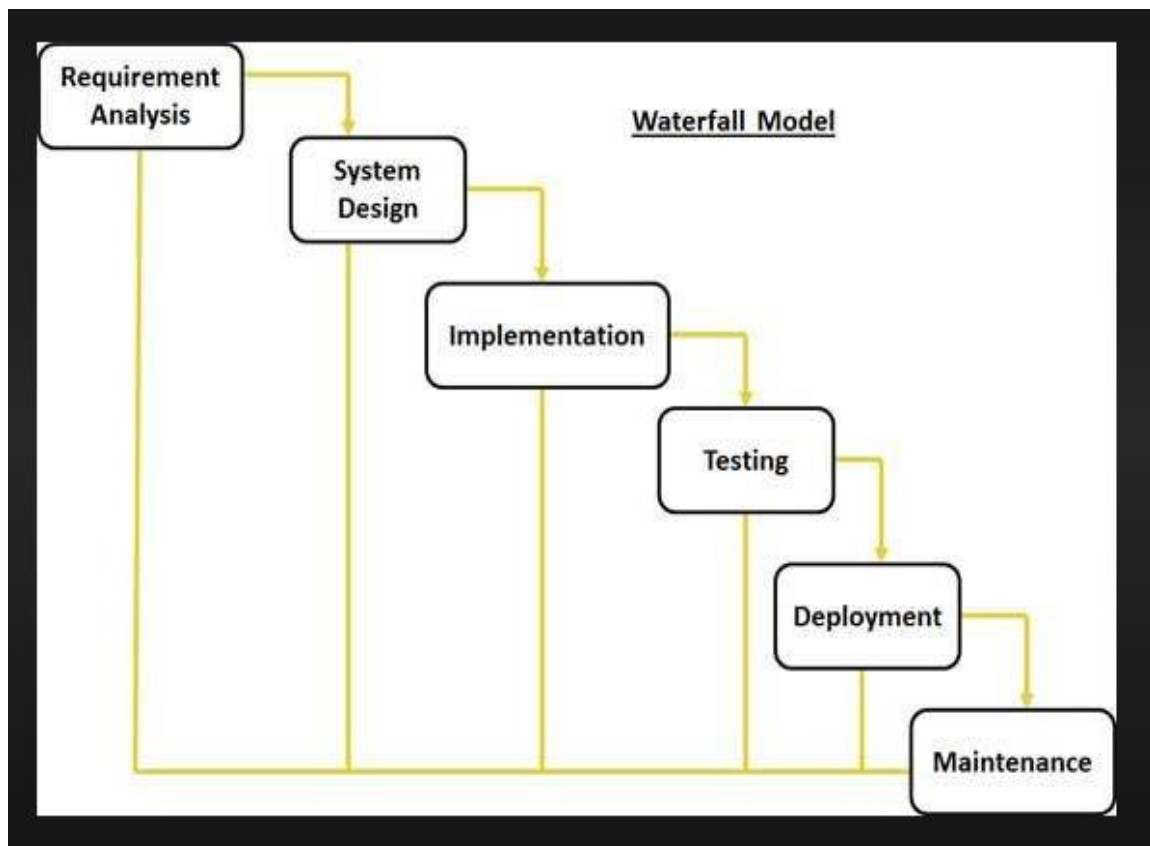 Requirement
Analysis
Waterfall Model
System
Design
Implementation
Testing
Deployment
Maintenance